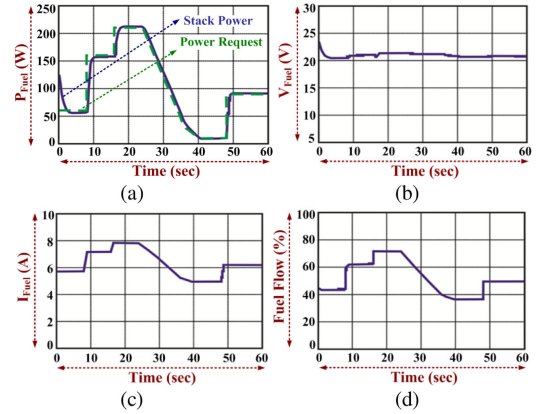 (a)
250
200
150
100
50
0
P_Fuel (W)
Stack Power
Power Request
0 10 20 30 40 50 60
Time (sec)
(b)
35
30
25
20
15
10
5
V_Fuel (V)
0 10 20 30 40 50 60
Time (sec)
(a)
(b)
10
8
6
4
2
0
I_Fuel (A)
0 10 20 30 40 50 60
Time (sec)
100
80
60
40
20
0
Fuel Flow (%)
0 10 20 30 40 50 60
Time (sec)
(c)
(d)